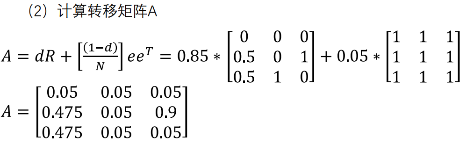 （2）计算转移矩阵A
A = dR + [(1−d)/N] ee^T = 0.85 * [0 0 0; 0.5 0 1; 0.5 1 0] + 0.05 * [1 1 1; 1 1 1; 1 1 1]
A = [0.05 0.05 0.05; 0.475 0.05 0.9; 0.475 0.05 0.05]